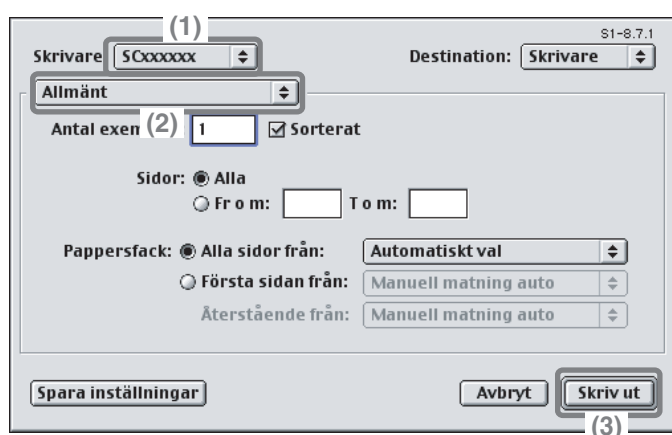 (1)
S1-8.7.1
Skrivare SCxxxxxx Destination: Skrivare
Allmänt
(2)
Antal exem 1 Sorterat
Sidor: Alla
Fr o m: T o m:
Pappersfack: Alla sidor från: Automatiskt val
Första sidan från: Manuell matning auto
Återstående från: Manuell matning auto
Spara inställningar Avbryt Skriv ut
(3)